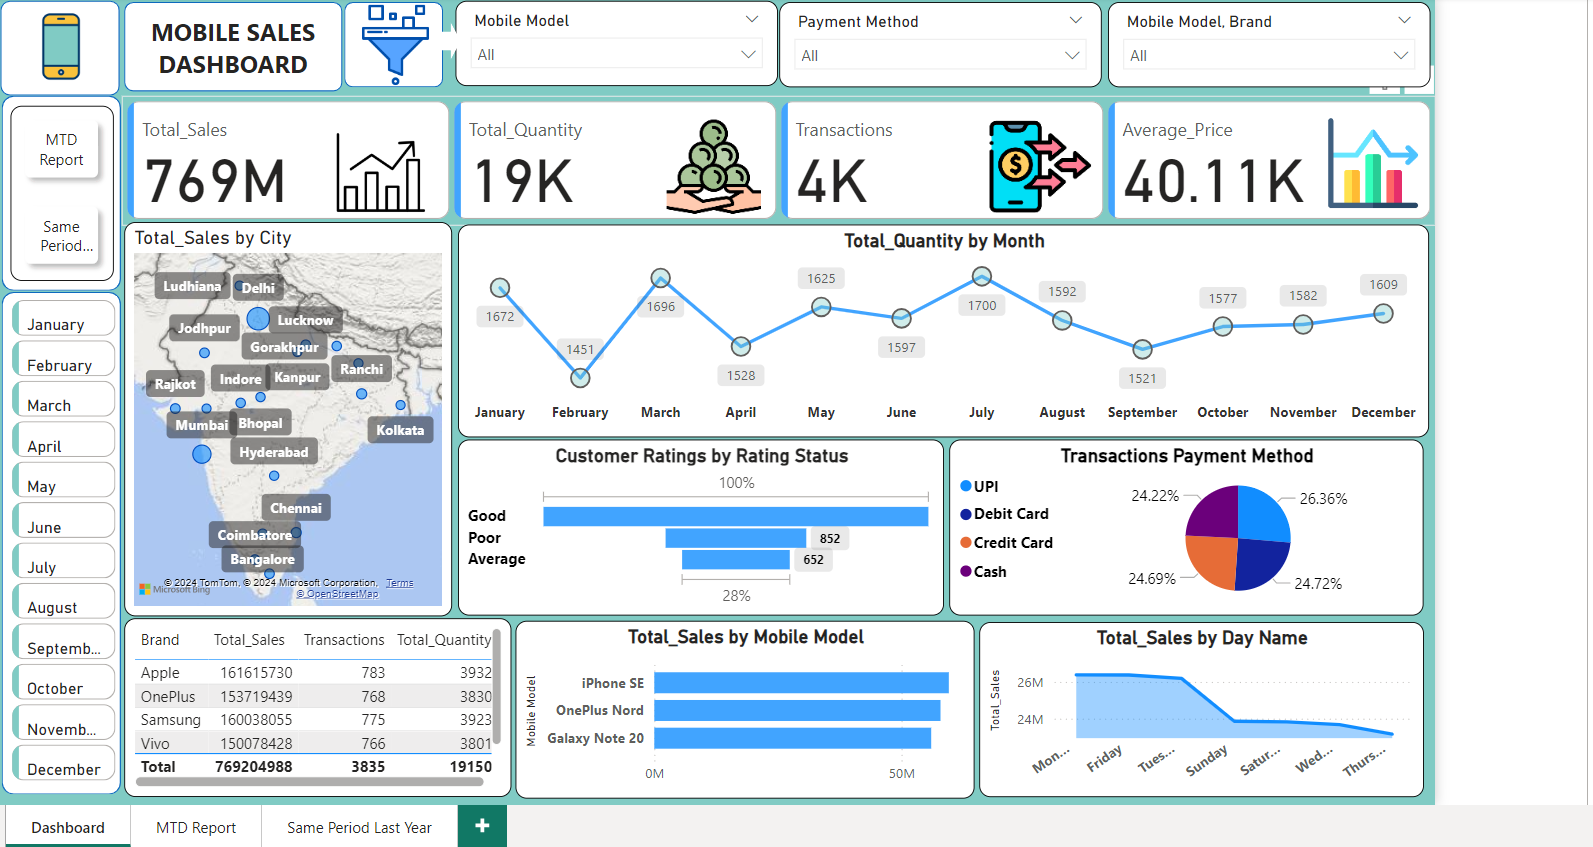 MOBILE SALES
DASHBOARD
Mobile Model
All
Payment Method
All
Mobile Model, Brand
All
MTD
Report
Same
Period...
Total_Sales
769M
Total_Quantity
19K
Transactions
4K
Average_Price
40.11K
January
February
March
April
May
June
July
August
Septemb...
October
Novemb...
December
Total_Sales by City
Ludhiana
Delhi
Jodhpur
Lucknow
Gorakhpur
Ranchi
Rajkot
Indore
Kanpur
Mumbai
Bhopal
Kolkata
Hyderabad
Chennai
Coimbatore
Bangalore
© 2024 TomTom, © 2024 Microsoft Corporation, Terms
Microsoft Bing
© OpenStreetMap
Total_Quantity by Month
1672
1451
1696
1528
1625
1597
1700
1592
1521
1577
1582
1609
January February March April May June July August September October November December
Customer Ratings by Rating Status
100%
Good
Poor 852
Average 652
28%
Transactions Payment Method
UPI
Debit Card
Credit Card
Cash
24.22%
26.36%
24.69%
24.72%
Brand Total_Sales Transactions Total_Quantity
Apple 161615730 783 3932
OnePlus 153719439 768 3830
Samsung 160038055 775 3923
Vivo 150078428 766 3801
Total 769204988 3835 19150
Total_Sales by Mobile Model
Mobile Model
iPhone SE
OnePlus Nord
Galaxy Note 20
0M 50M
Total_Sales by Day Name
Total_Sales
26M
24M
Mon... Friday Tues... Sunday Satur... Wed... Thurs...
Dashboard MTD Report Same Period Last Year +